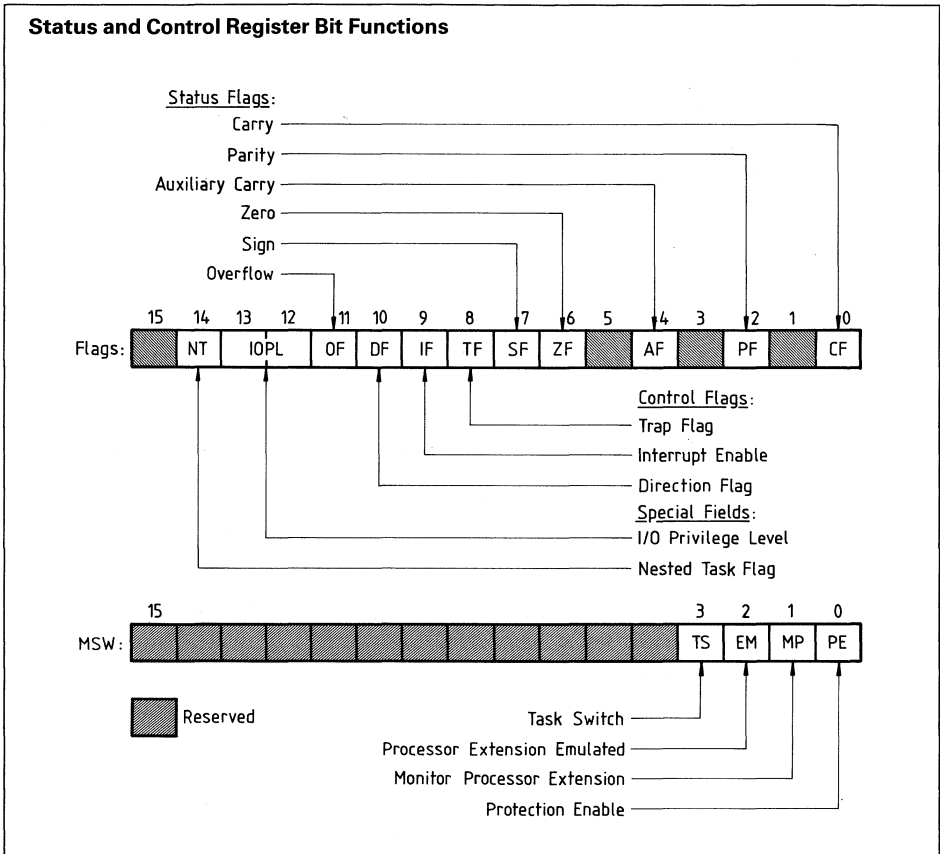 Status and Control Register Bit Functions
Status Flags:
Carry
Parity
Auxiliary Carry
Zero
Sign
Overflow
15 14 13 12 11 10 9 8 7 6 5 4 3 2 1 0
Flags: NT IOPL OF DF IF TF SF ZF AF PF CF
Control Flags:
Trap Flag
Interrupt Enable
Direction Flag
Special Fields:
I/O Privilege Level
Nested Task Flag
15 3 2 1 0
MSW: TS EM MP PE
Reserved
Task Switch
Processor Extension Emulated
Monitor Processor Extension
Protection Enable